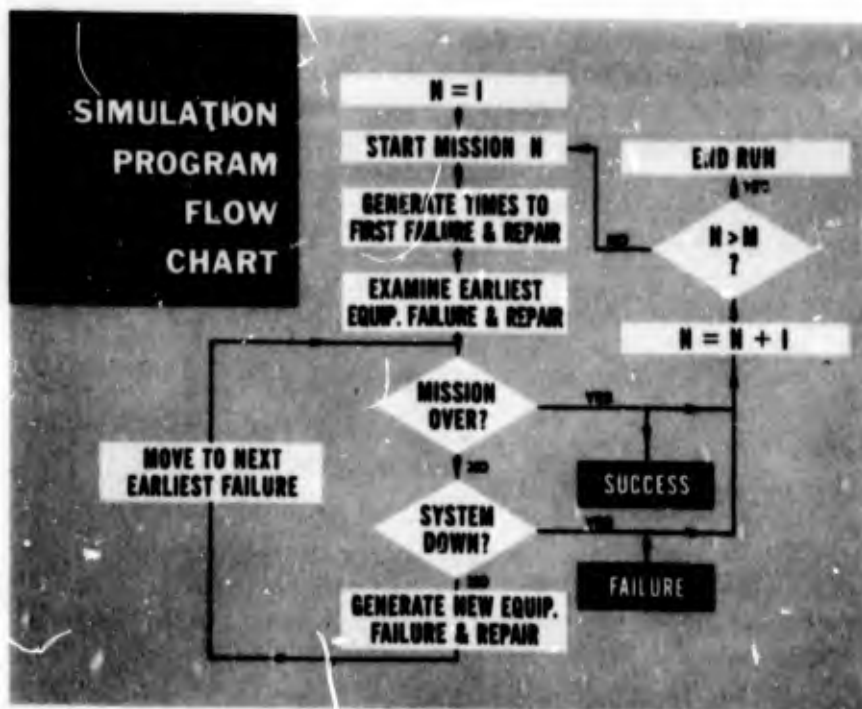 SIMULATION
PROGRAM
FLOW
CHART
N = 1
START MISSION N
GENERATE TIMES TO
FIRST FAILURE & REPAIR
EXAMINE EARLIEST
EQUIP. FAILURE & REPAIR
MISSION
OVER?
YES
NO
SYSTEM
DOWN?
YES
NO
GENERATE NEW EQUIP.
FAILURE & REPAIR
MOVE TO NEXT
EARLIEST FAILURE
SUCCESS
FAILURE
N = N + 1
N > M
?
NO
YES
END RUN